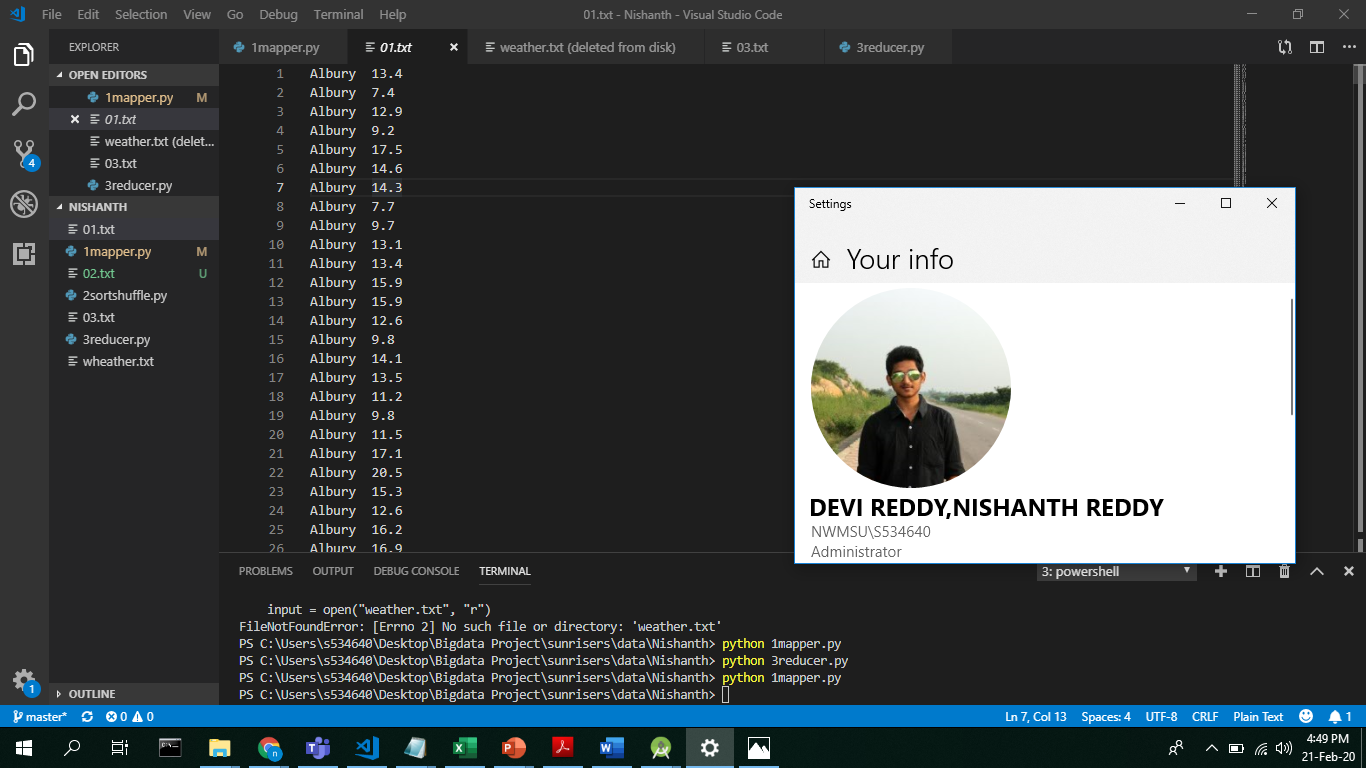 File Edit Selection View Go Debug Terminal Help
01.txt - Nishanth - Visual Studio Code
EXPLORER
OPEN EDITORS
1mapper.py M
01.txt
weather.txt (delet...
03.txt
3reducer.py
NISHANTH
01.txt
1mapper.py M
02.txt U
2sortshuffle.py
03.txt
3reducer.py
wheather.txt
OUTLINE
4
1
1mapper.py
01.txt
weather.txt (deleted from disk)
03.txt
3reducer.py
1 Albury 13.4
2 Albury 7.4
3 Albury 12.9
4 Albury 9.2
5 Albury 17.5
6 Albury 14.6
7 Albury 14.3
8 Albury 7.7
9 Albury 9.7
10 Albury 13.1
11 Albury 13.4
12 Albury 15.9
13 Albury 15.9
14 Albury 12.6
15 Albury 9.8
16 Albury 14.1
17 Albury 13.5
18 Albury 11.2
19 Albury 9.8
20 Albury 11.5
21 Albury 17.1
22 Albury 20.5
23 Albury 15.3
24 Albury 12.6
25 Albury 16.2
26 Albury 16.9
Settings
Your info
DEVI REDDY,NISHANTH REDDY
NWMSU\S534640
Administrator
PROBLEMS OUTPUT DEBUG CONSOLE TERMINAL
3: powershell
input = open("weather.txt", "r")
FileNotFoundError: [Errno 2] No such file or directory: 'weather.txt'
PS C:\Users\s534640\Desktop\Bigdata Project\sunrisers\data\Nishanth> python 1mapper.py
PS C:\Users\s534640\Desktop\Bigdata Project\sunrisers\data\Nishanth> python 3reducer.py
PS C:\Users\s534640\Desktop\Bigdata Project\sunrisers\data\Nishanth> python 1mapper.py
PS C:\Users\s534640\Desktop\Bigdata Project\sunrisers\data\Nishanth>
master* 0 0
Ln 7, Col 13 Spaces: 4 UTF-8 CRLF Plain Text 1
4:49 PM
21-Feb-20